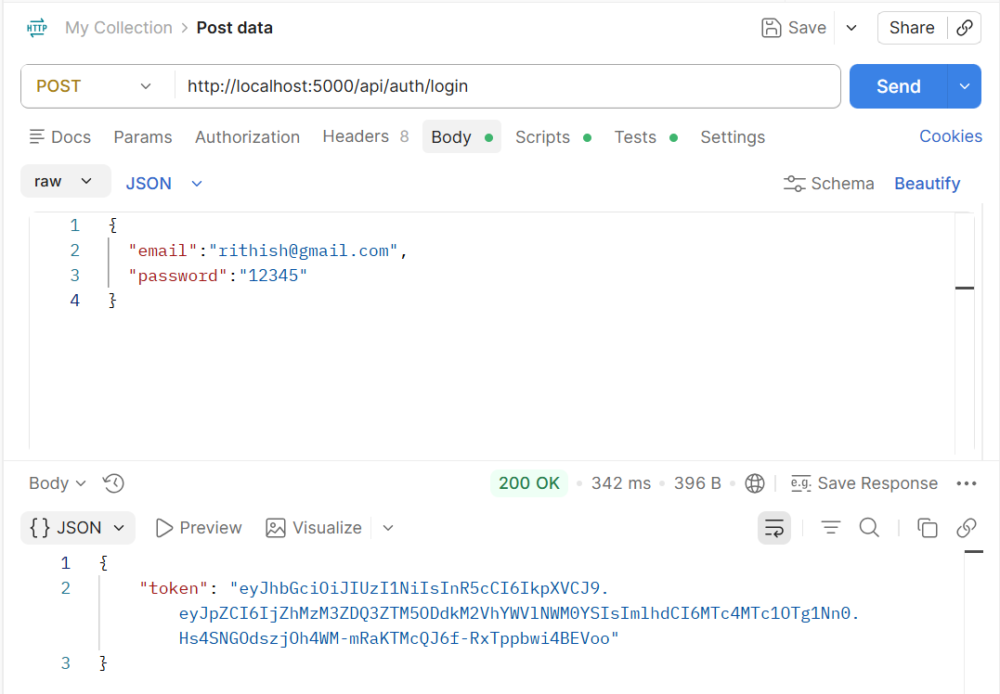 HTTP My Collection > Post data Save Share
POST http://localhost:5000/api/auth/login Send
Docs Params Authorization Headers 8 Body Scripts Tests Settings Cookies
raw JSON Schema Beautify
1 {
2 "email":"rithish@gmail.com",
3 "password":"12345"
4 }
Body 200 OK • 342 ms • 396 B • e.g. Save Response
{} JSON Preview Visualize
1 {
2 "token": "eyJhbGciOiJIUzI1NiIsInR5cCI6IkpXVCJ9.
eyJpZCI6IjZhMzM3ZDQ3ZTM5ODdkM2VhYWVlNWM0YSIsImlhdCI6MTc4MTc1OTg1Nn0.
Hs4SNGOdszjOh4WM-mRaKTMcQJ6f-RxTppbwi4BEVoo"
3 }